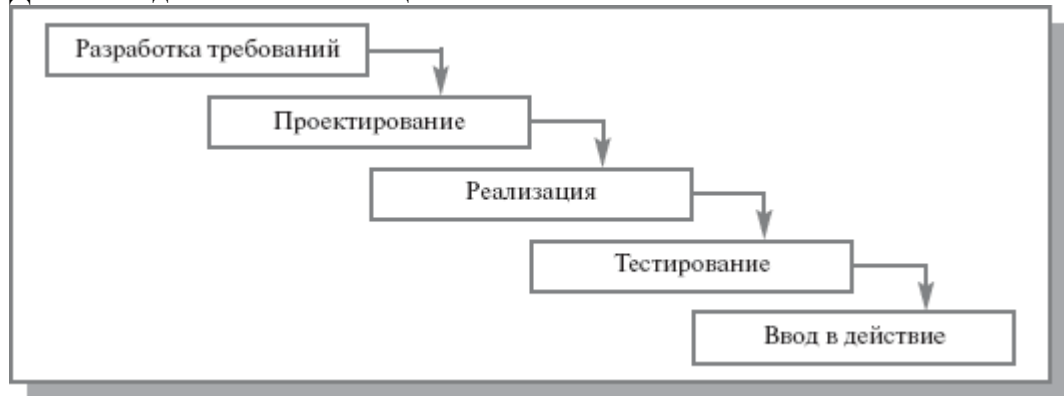 Разработка требований
Проектирование
Реализация
Тестирование
Ввод в действие